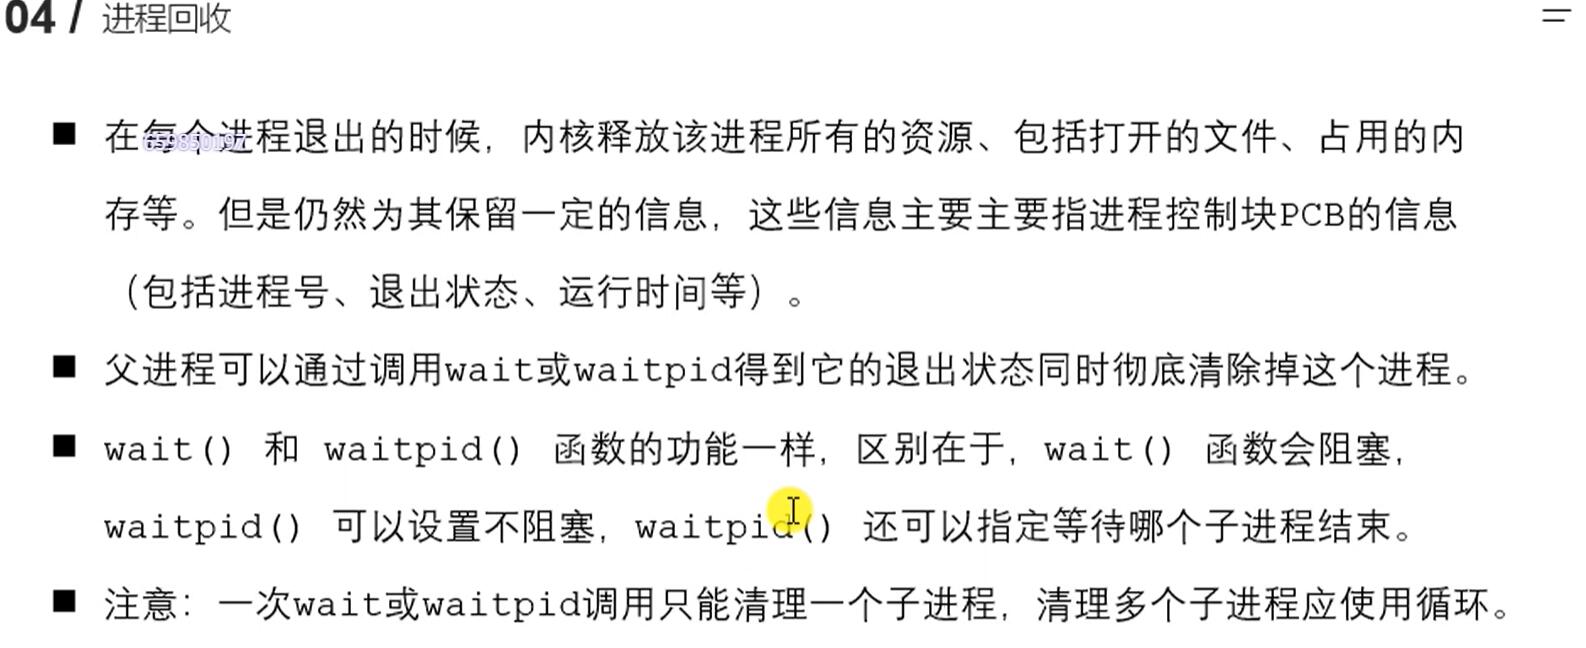 04 / 进程回收
■ 在每个进程退出的时候，内核释放该进程所有的资源、包括打开的文件、占用的内
659850197
存等。但是仍然为其保留一定的信息，这些信息主要主要指进程控制块PCB的信息
（包括进程号、退出状态、运行时间等）。
■ 父进程可以通过调用wait或waitpid得到它的退出状态同时彻底清除掉这个进程。
■ wait() 和 waitpid() 函数的功能一样，区别在于，wait() 函数会阻塞，
waitpid() 可以设置不阻塞，waitpid() 还可以指定等待哪个子进程结束。
■ 注意：一次wait或waitpid调用只能清理一个子进程，清理多个子进程应使用循环。